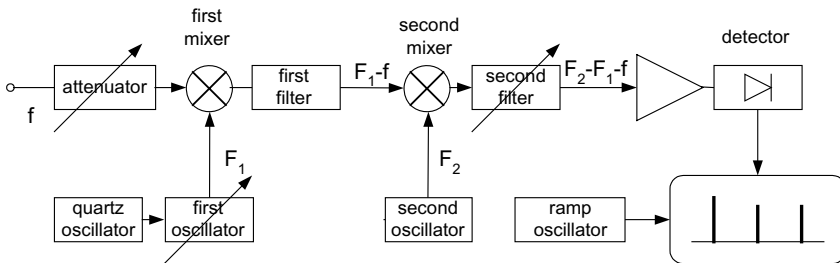 first
mixer
second
mixer
detector
attenuator
first
filter
F₁-f
second
filter
F₂-F₁-f
f
F₁
F₂
quartz
oscillator
first
oscillator
second
oscillator
ramp
oscillator